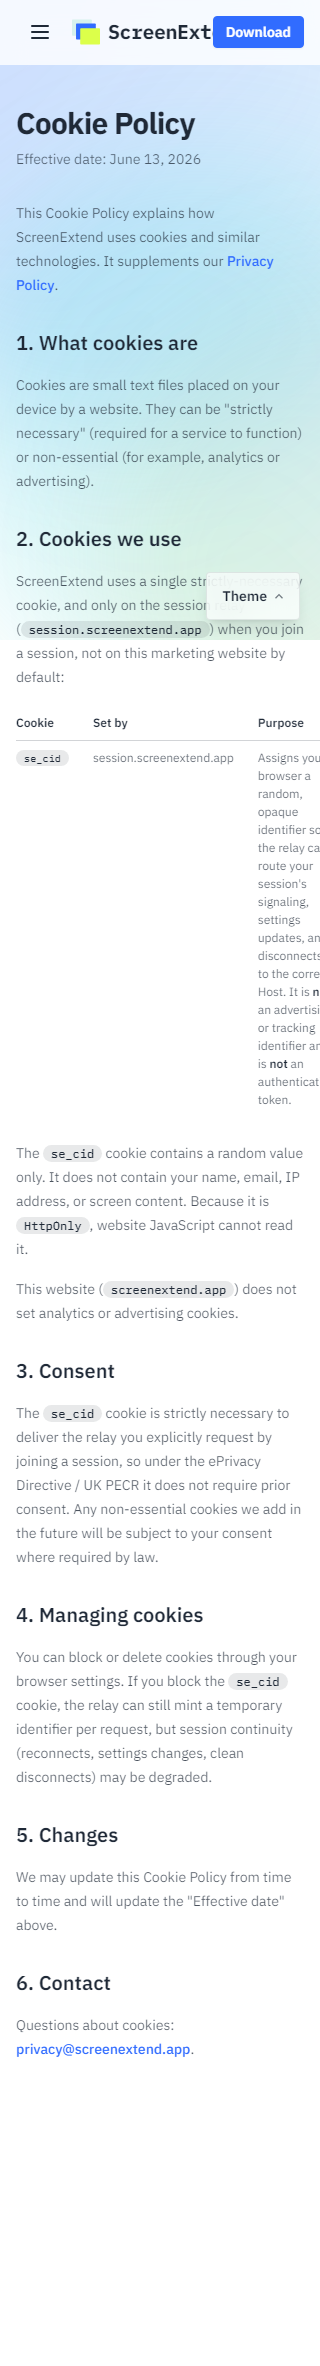 ScreenExt
Download
Cookie Policy
Effective date: June 13, 2026
This Cookie Policy explains how
ScreenExtend uses cookies and similar
technologies. It supplements our Privacy
Policy.
1. What cookies are
Cookies are small text files placed on your
device by a website. They can be "strictly
necessary" (required for a service to function)
or non-essential (for example, analytics or
advertising).
2. Cookies we use
ScreenExtend uses a single strictly-necessary
cookie, and only on the session relay
Theme
(session.screenextend.app) when you join
a session, not on this marketing website by
default:
Cookie Set by Purpose
se_cid session.screenextend.app Assigns you
browser a
random,
opaque
identifier so
the relay ca
route your
session's
signaling,
settings
updates, an
disconnects
to the corre
Host. It is n
an advertisi
or tracking
identifier an
is not an
authenticat
token.
The se_cid cookie contains a random value
only. It does not contain your name, email, IP
address, or screen content. Because it is
HttpOnly, website JavaScript cannot read
it.
This website (screenextend.app) does not
set analytics or advertising cookies.
3. Consent
The se_cid cookie is strictly necessary to
deliver the relay you explicitly request by
joining a session, so under the ePrivacy
Directive / UK PECR it does not require prior
consent. Any non-essential cookies we add in
the future will be subject to your consent
where required by law.
4. Managing cookies
You can block or delete cookies through your
browser settings. If you block the se_cid
cookie, the relay can still mint a temporary
identifier per request, but session continuity
(reconnects, settings changes, clean
disconnects) may be degraded.
5. Changes
We may update this Cookie Policy from time
to time and will update the "Effective date"
above.
6. Contact
Questions about cookies:
privacy@screenextend.app.